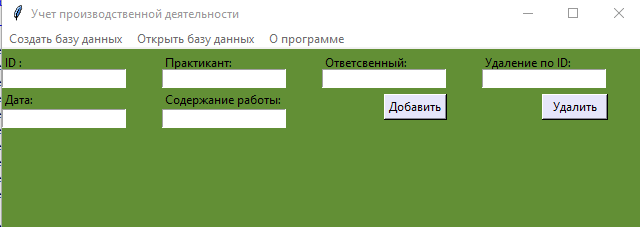 Учет производственной деятельности
Создать базу данных Открыть базу данных О программе
ID : Практикант: Ответсвенный: Удаление по ID:
Дата: Содержание работы: Добавить Удалить